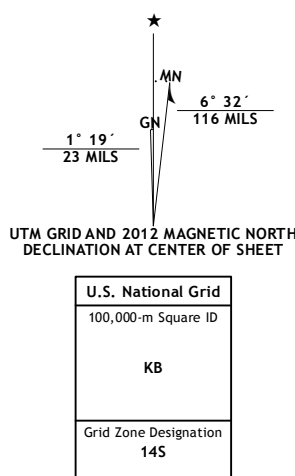 ★
MN
GN
6° 32´
116 MILS
1° 19´
23 MILS
UTM GRID AND 2012 MAGNETIC NORTH
DECLINATION AT CENTER OF SHEET
U.S. National Grid
100,000-m Square ID
KB
Grid Zone Designation
14S